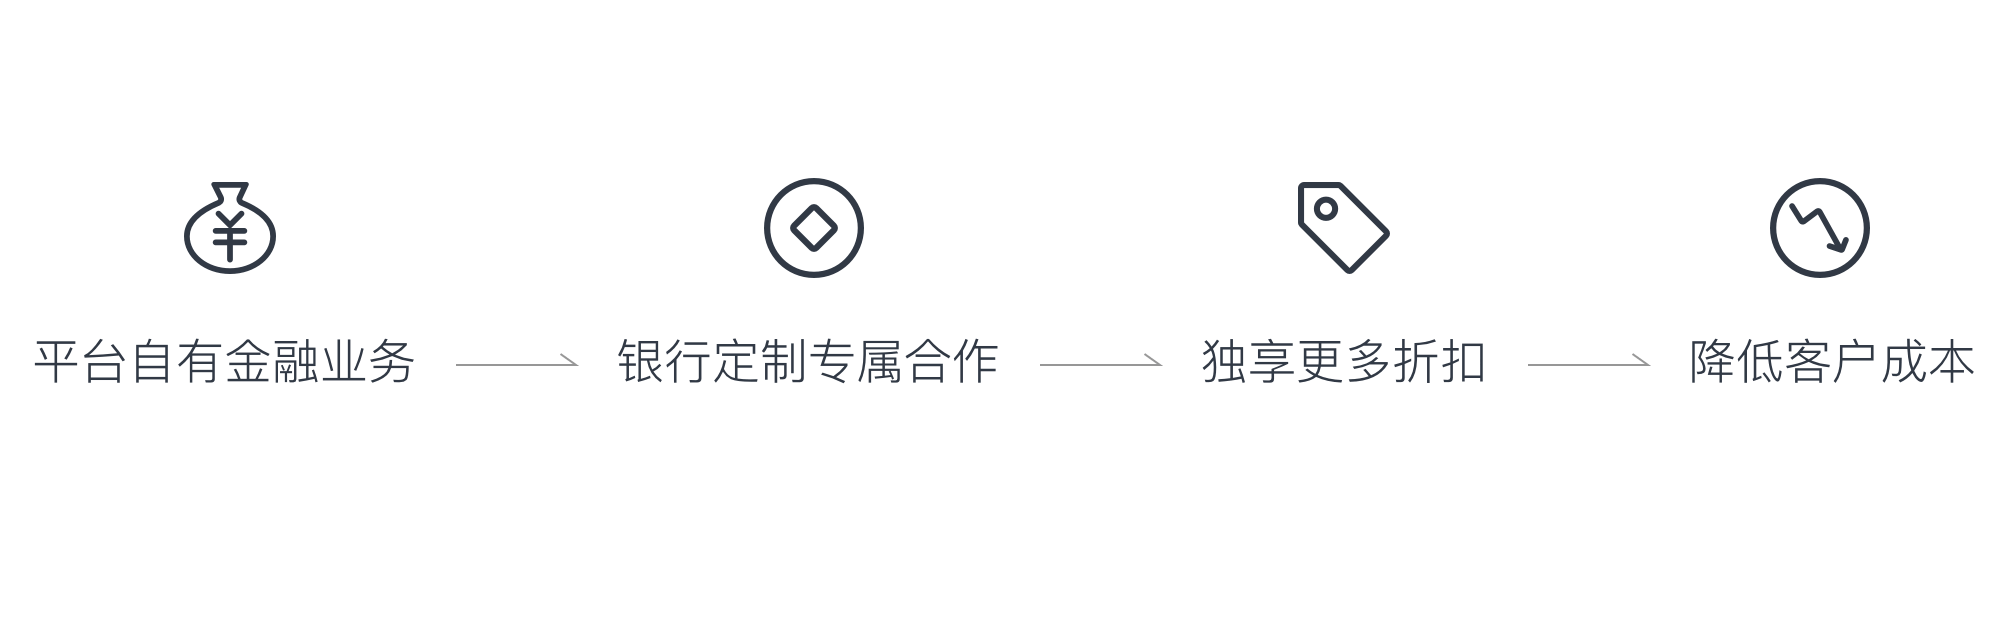 平台自有金融业务
银行定制专属合作
独享更多折扣
降低客户成本